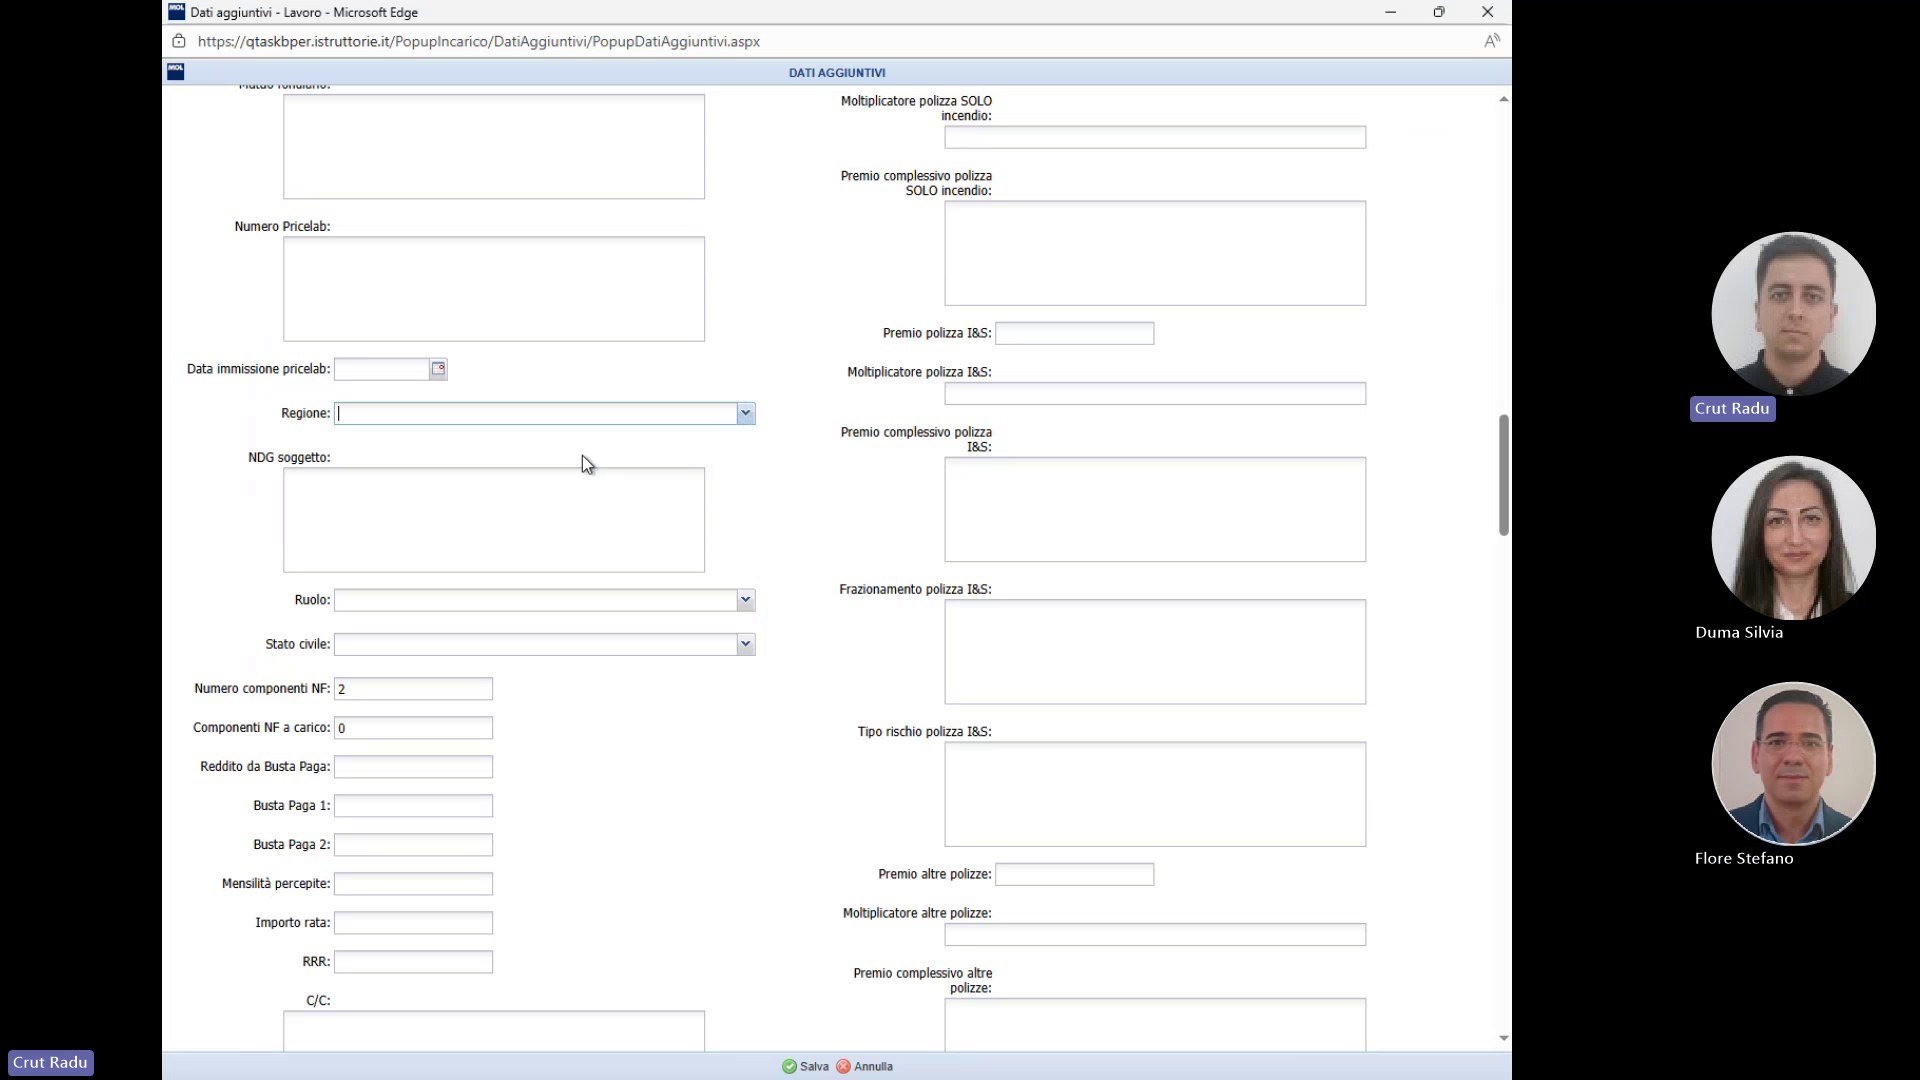 MOL Dati aggiuntivi - Lavoro - Microsoft Edge
https://qtaskbper.istruttorie.it/PopupIncarico/DatiAggiuntivi/PopupDatiAggiuntivi.aspx
MOL DATI AGGIUNTIVI
Mutuo fondiario:
Numero Pricelab:
Data immissione pricelab:
Regione:
NDG soggetto:
Ruolo:
Stato civile:
Numero componenti NF: 2
Componenti NF a carico: 0
Reddito da Busta Paga:
Busta Paga 1:
Busta Paga 2:
Mensilità percepite:
Importo rata:
RRR:
C/C:
Moltiplicatore polizza SOLO
incendio:
Premio complessivo polizza
SOLO incendio:
Premio polizza I&S:
Moltiplicatore polizza I&S:
Premio complessivo polizza
I&S:
Frazionamento polizza I&S:
Tipo rischio polizza I&S:
Premio altre polizze:
Moltiplicatore altre polizze:
Premio complessivo altre
polizze:
Salva Annulla
Crut Radu
Duma Silvia
Flore Stefano
Crut Radu